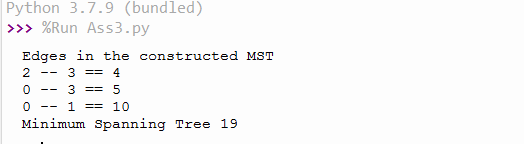 Python 3.7.9 (bundled)
>>> %Run Ass3.py
Edges in the constructed MST
2 -- 3 == 4
0 -- 3 == 5
0 -- 1 == 10
Minimum Spanning Tree 19